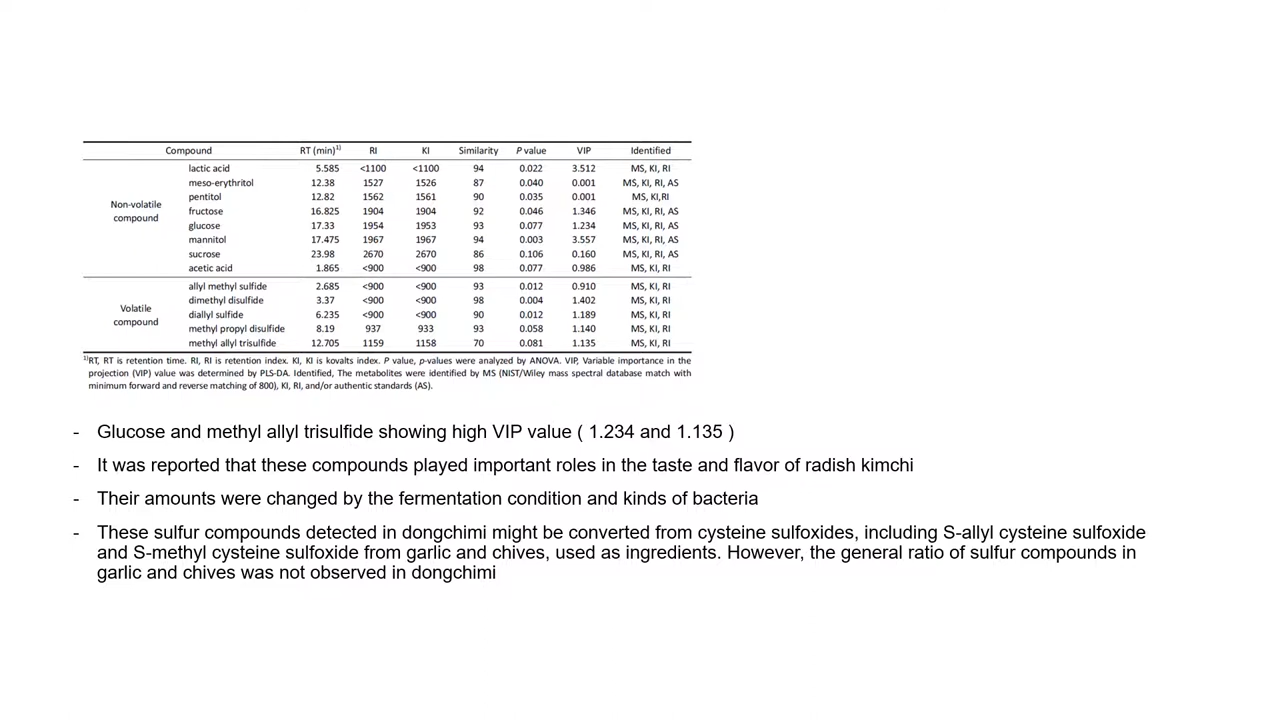 Compound RT (min)1) RI KI Similarity P value VIP Identified
Non-volatile compound
lactic acid 5.585 <1100 <1100 94 0.022 3.512 MS, KI, RI
meso-erythritol 12.38 1527 1526 87 0.040 0.001 MS, KI, RI, AS
pentitol 12.82 1562 1561 90 0.035 0.001 MS, KI,RI
fructose 16.825 1904 1904 92 0.046 1.346 MS, KI, RI, AS
glucose 17.33 1954 1953 93 0.077 1.234 MS, KI, RI, AS
mannitol 17.475 1967 1967 94 0.003 3.557 MS, KI, RI, AS
sucrose 23.98 2670 2670 86 0.106 0.160 MS, KI, RI, AS
acetic acid 1.865 <900 <900 98 0.077 0.986 MS, KI, RI
Volatile compound
allyl methyl sulfide 2.685 <900 <900 93 0.012 0.910 MS, KI, RI
dimethyl disulfide 3.37 <900 <900 98 0.004 1.402 MS, KI, RI
diallyl sulfide 6.235 <900 <900 90 0.012 1.189 MS, KI, RI
methyl propyl disulfide 8.19 937 933 93 0.058 1.140 MS, KI, RI
methyl allyl trisulfide 12.705 1159 1158 70 0.081 1.135 MS, KI, RI
1)RT, RT is retention time. RI, RI is retention index. KI, KI is kovalts index. P value, p-values were analyzed by ANOVA. VIP, Variable importance in the
projection (VIP) value was determined by PLS-DA. Identified, The metabolites were identified by MS (NIST/Wiley mass spectral database match with
minimum forward and reverse matching of 800), KI, RI, and/or authentic standards (AS).
- Glucose and methyl allyl trisulfide showing high VIP value ( 1.234 and 1.135 )
- It was reported that these compounds played important roles in the taste and flavor of radish kimchi
- Their amounts were changed by the fermentation condition and kinds of bacteria
- These sulfur compounds detected in dongchimi might be converted from cysteine sulfoxides, including S-allyl cysteine sulfoxide
and S-methyl cysteine sulfoxide from garlic and chives, used as ingredients. However, the general ratio of sulfur compounds in
garlic and chives was not observed in dongchimi